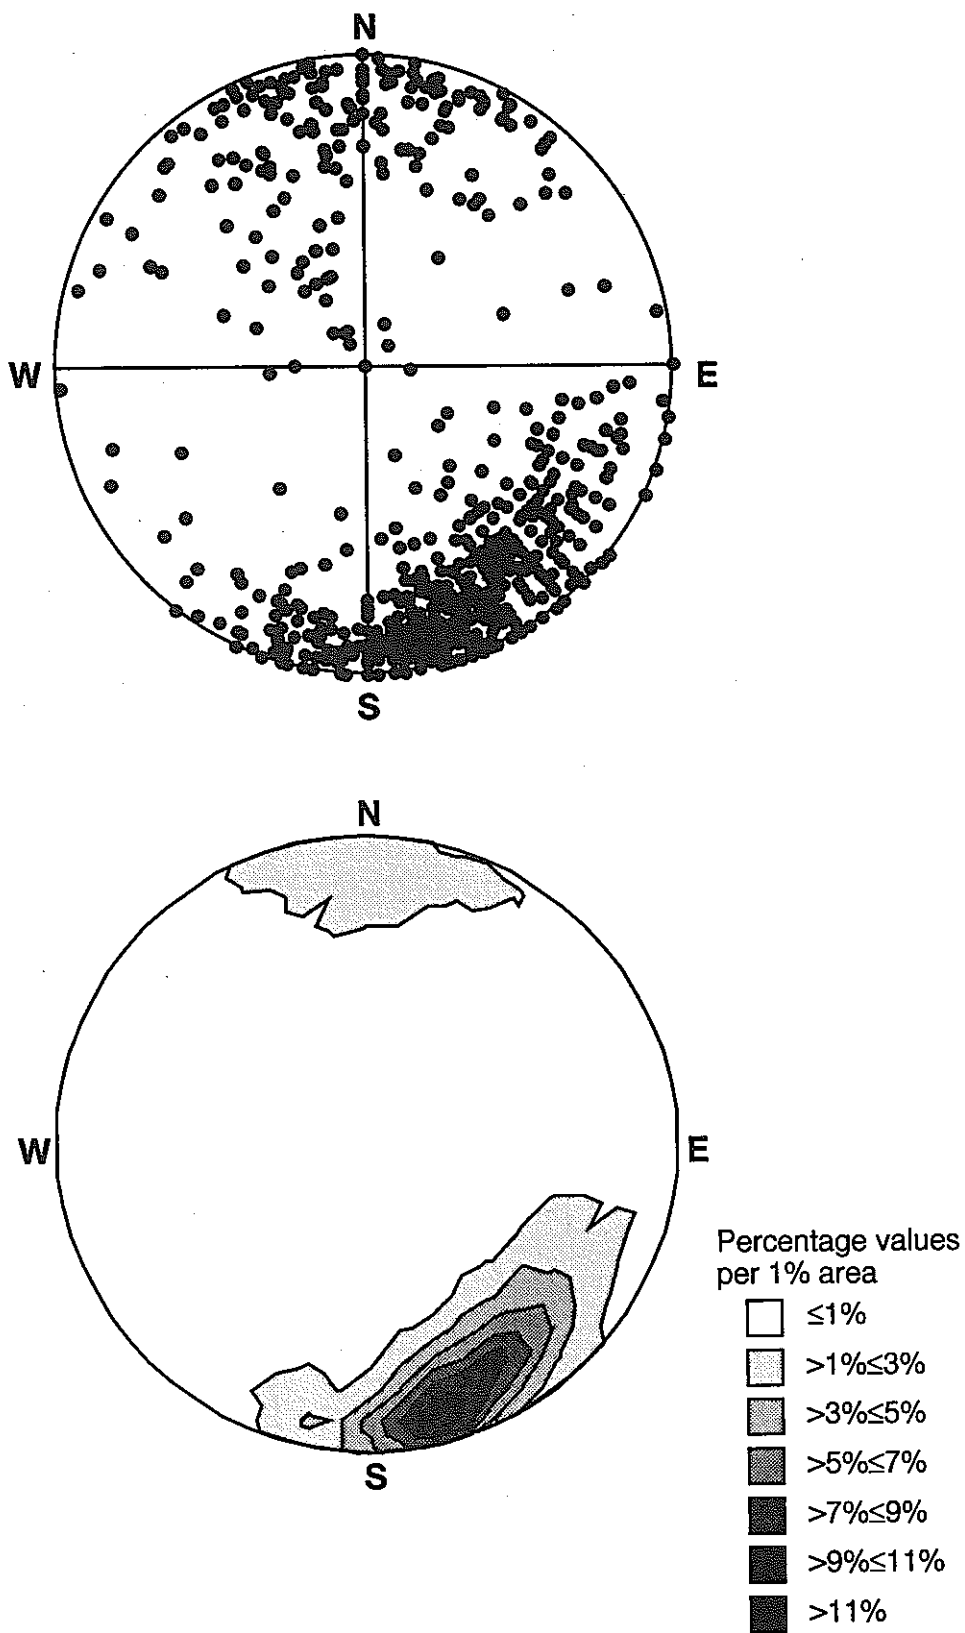 N
W
E
S
N
W
E
S
Percentage values
per 1% area
≤1%
>1%≤3%
>3%≤5%
>5%≤7%
>7%≤9%
>9%≤11%
>11%